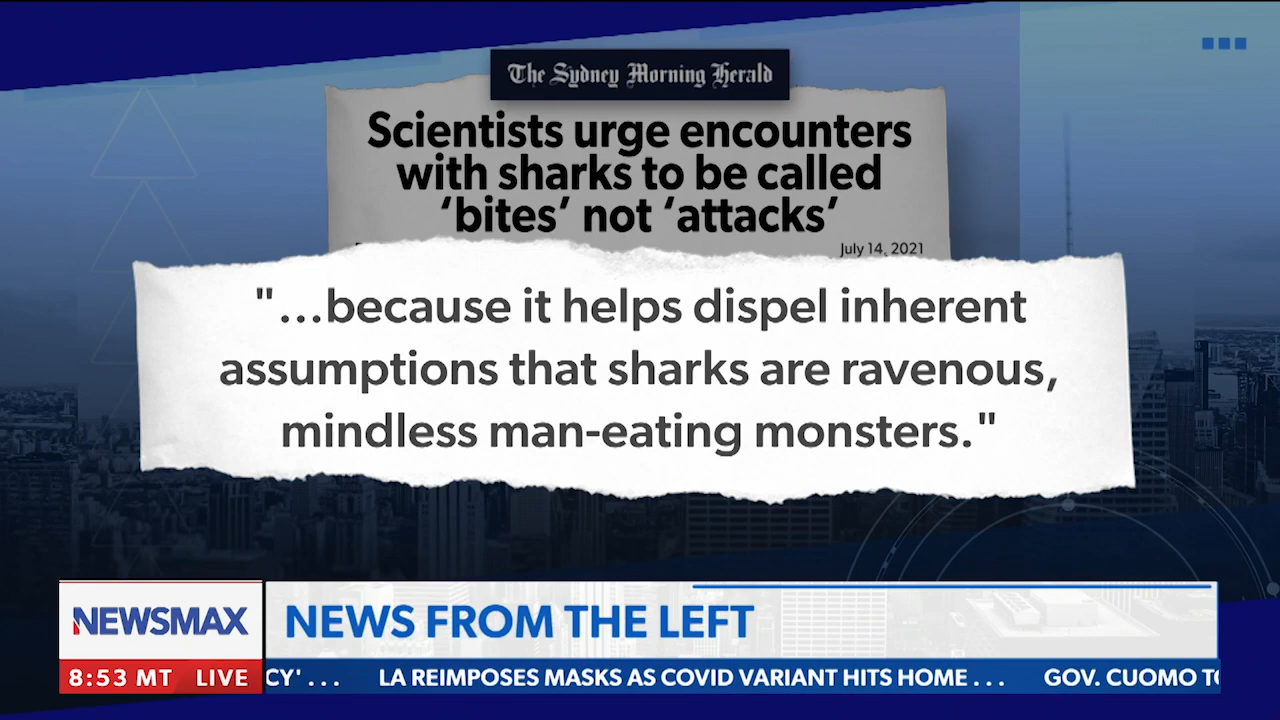 The Sydney Morning Herald
Scientists urge encounters
with sharks to be called
‘bites’ not ‘attacks’
July 14, 2021
"...because it helps dispel inherent
assumptions that sharks are ravenous,
mindless man-eating monsters."
NEWSMAX
NEWS FROM THE LEFT
8:53 MT LIVE
CY' . . . LA REIMPOSES MASKS AS COVID VARIANT HITS HOME . . . GOV. CUOMO